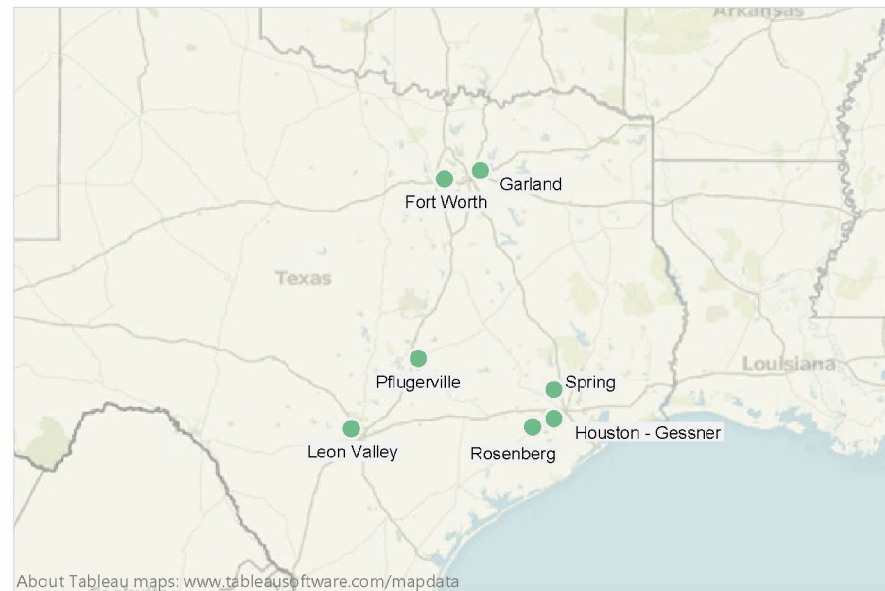 Arkansas
Garland
Fort Worth
Texas
Louisiana
Pflugerville
Spring
Houston - Gessner
Leon Valley
Rosenberg
About Tableau maps: www.tableausoftware.com/mapdata